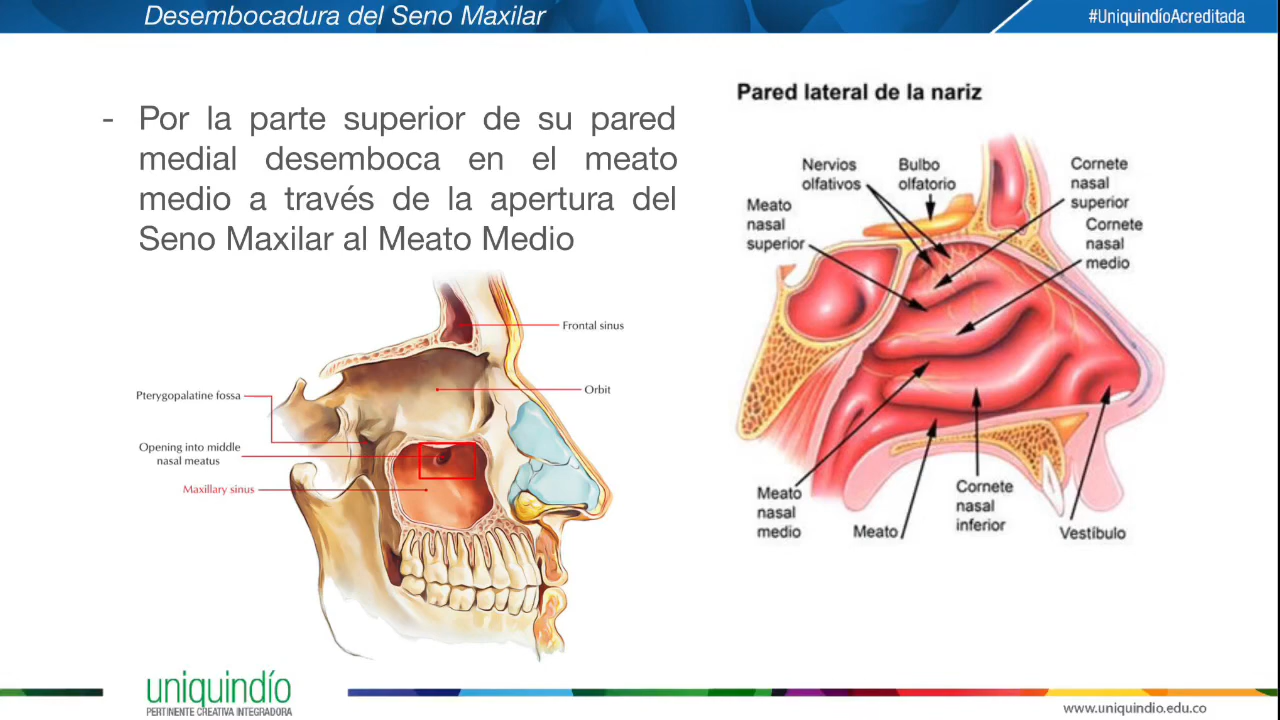 Desembocadura del Seno Maxilar
#UniquindíoAcreditada
- Por la parte superior de su pared
medial desemboca en el meato
medio a través de la apertura del
Seno Maxilar al Meato Medio
Frontal sinus
Orbit
Pterygopalatine fossa
Opening into middle
nasal meatus
Maxillary sinus
Pared lateral de la nariz
Nervios
olfativos
Bulbo
olfatorio
Cornete
nasal
superior
Meato
nasal
superior
Cornete
nasal
medio
Meato
nasal
medio
Meato
Cornete
nasal
inferior
Vestíbulo
uniquindío
PERTINENTE CREATIVA INTEGRADORA
www.uniquindio.edu.co